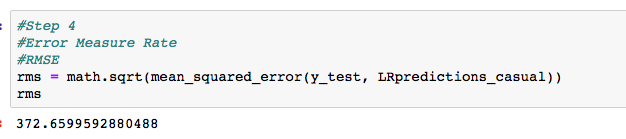 #Step 4
#Error Measure Rate
#RMSE
rms = math.sqrt(mean_squared_error(y_test, LRpredictions_casual))
rms
372.6599592880488